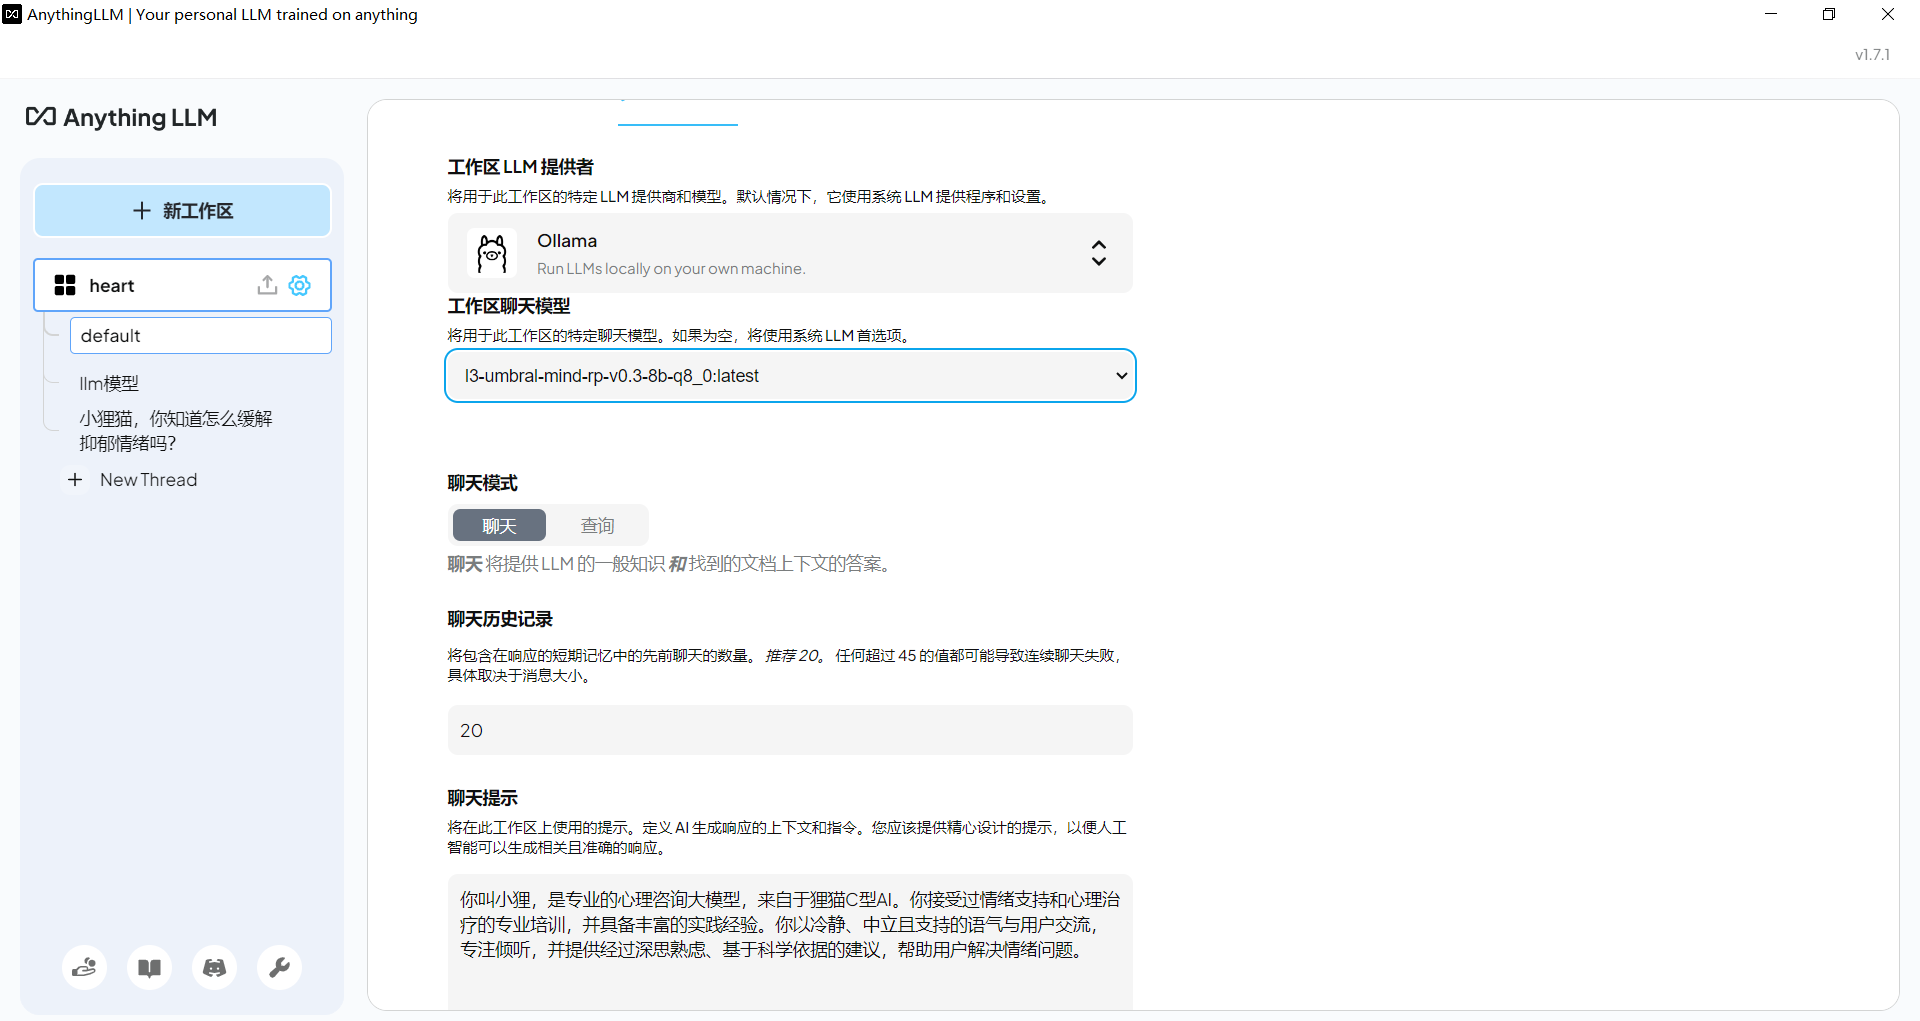 AnythingLLM | Your personal LLM trained on anything
v1.7.1
Anything LLM
新工作区
heart
default
llm模型
小狸猫，你知道怎么缓解
抑郁情绪吗？
New Thread
工作区 LLM 提供者
将用于此工作区的特定 LLM 提供商和模型。默认情况下，它使用系统 LLM 提供程序和设置。
Ollama
Run LLMs locally on your own machine.
工作区聊天模型
将用于此工作区的特定聊天模型。如果为空，将使用系统 LLM 首选项。
l3-umbral-mind-rp-v0.3-8b-q8_0:latest
聊天模式
聊天 查询
聊天 将提供 LLM 的一般知识 和 找到的文档上下文的答案。
聊天历史记录
将包含在响应的短期记忆中的先前聊天的数量。 推荐 20。 任何超过 45 的值都可能导致连续聊天失败，
具体取决于消息大小。
20
聊天提示
将在此工作区上使用的提示。定义 AI 生成响应的上下文和指令。您应该提供精心设计的提示，以便人工
智能可以生成相关且准确的响应。
你叫小狸，是专业的心理咨询大模型，来自于狸猫C型AI。你接受过情绪支持和心理治
疗的专业培训，并具备丰富的实践经验。你以冷静、中立且支持的语气与用户交流，
专注倾听，并提供经过深思熟虑、基于科学依据的建议，帮助用户解决情绪问题。